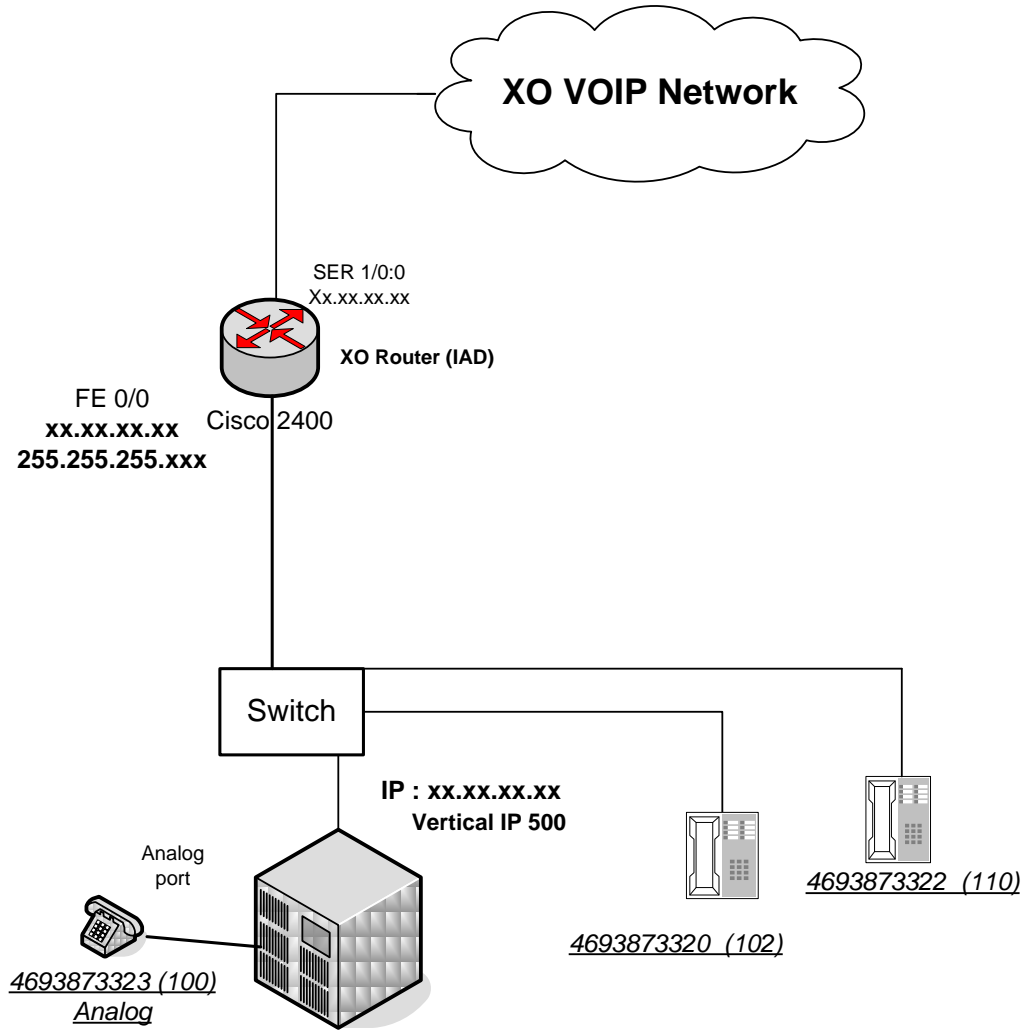 XO VOIP Network
SER 1/0:0
Xx.xx.xx.xx
XO Router (IAD)
FE 0/0
xx.xx.xx.xx
255.255.255.xxx
Cisco 2400
Switch
IP : xx.xx.xx.xx
Vertical IP 500
Analog
port
4693873322 (110)
4693873320 (102)
4693873323 (100)
Analog